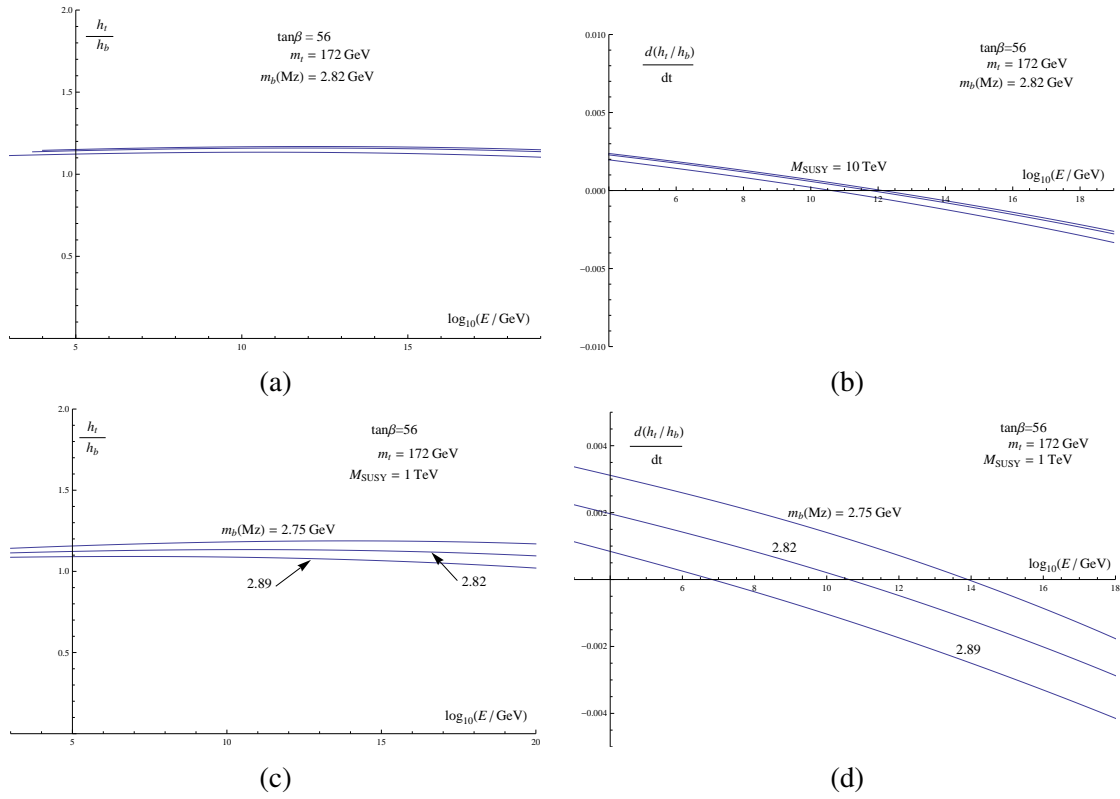 2.0
h_t
h_b
tanβ = 56
m_t = 172 GeV
m_b(Mz) = 2.82 GeV
1.5
1.0
0.5
log₁₀(E/GeV)
5 10 15
(a)
0.010
d(h_t/h_b)
dt
tanβ=56
m_t = 172 GeV
m_b(Mz) = 2.82 GeV
0.005
M_SUSY = 10 TeV
log₁₀(E/GeV)
0.000
6 8 10 12 14 16 18
−0.005
−0.010
(b)
2.0
h_t
h_b
tanβ=56
m_t = 172 GeV
M_SUSY = 1 TeV
1.5
m_b(Mz) = 2.75 GeV
1.0
2.89
2.82
0.5
log₁₀(E/GeV)
5 10 15 20
(c)
0.004
d(h_t/h_b)
dt
tanβ=56
m_t = 172 GeV
M_SUSY = 1 TeV
m_b(Mz) = 2.75 GeV
0.002
2.82
log₁₀(E/GeV)
4 6 8 10 12 14 16 18
2.89
−0.002
−0.004
(d)